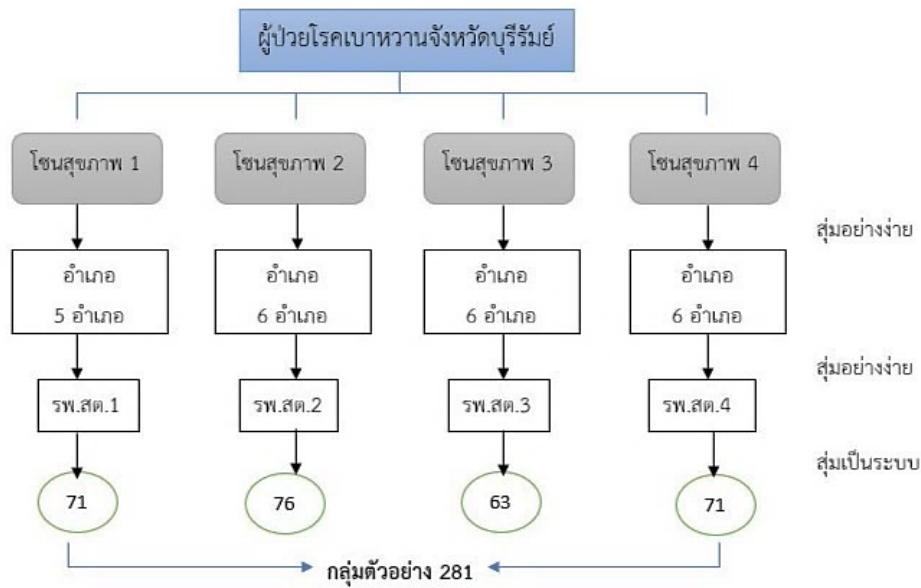 ผู้ป่วยโรคเบาหวานจังหวัดบุรีรัมย์
โซนสุขภาพ 1
โซนสุขภาพ 2
โซนสุขภาพ 3
โซนสุขภาพ 4
สุ่มอย่างง่าย
อำเภอ
5 อำเภอ
อำเภอ
6 อำเภอ
อำเภอ
6 อำเภอ
อำเภอ
6 อำเภอ
สุ่มอย่างง่าย
รพ.สต.1
รพ.สต.2
รพ.สต.3
รพ.สต.4
สุ่มเป็นระบบ
71
76
63
71
กลุ่มตัวอย่าง 281